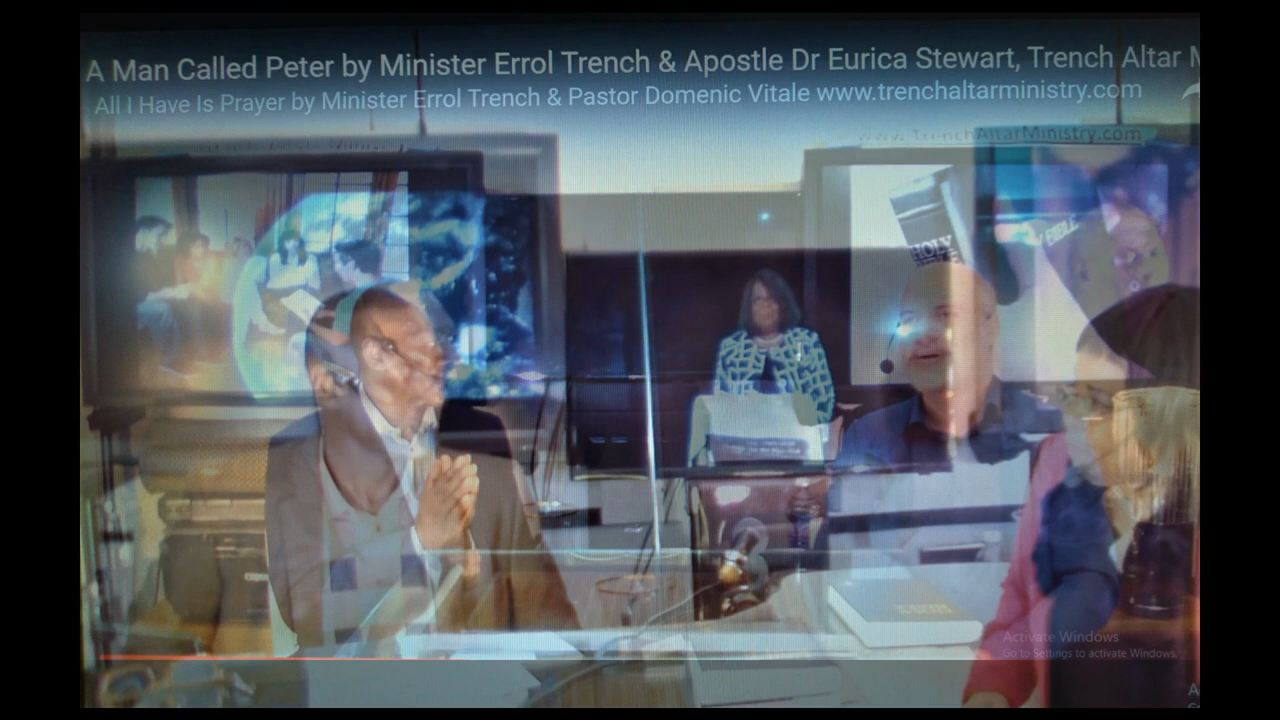 A Man Called Peter by Minister Errol Trench & Apostle Dr Eurica Stewart, Trench Altar M
All I Have Is Prayer by Minister Errol Trench & Pastor Domenic Vitale www.trenchaltarministry.com
www.TrenchAltarMinistry.com
HOLY
BIBLE
Activate Windows
Go to Settings to activate Windows.